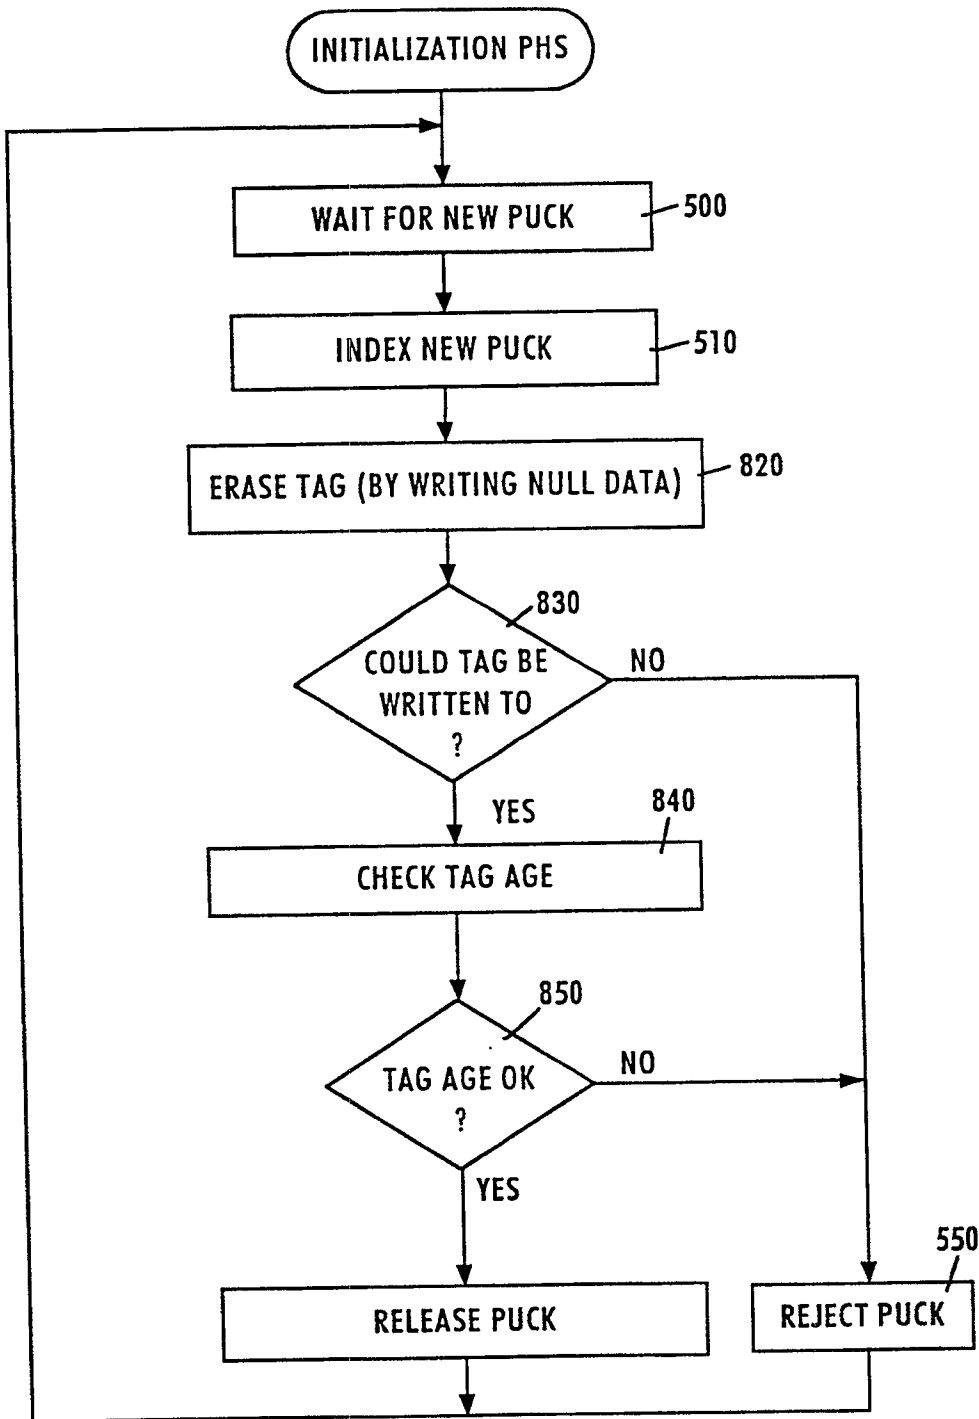 INITIALIZATION PHS
WAIT FOR NEW PUCK
500
INDEX NEW PUCK
510
ERASE TAG (BY WRITING NULL DATA)
820
830
COULD TAG BE
WRITTEN TO
?
NO
YES
840
CHECK TAG AGE
850
TAG AGE OK
?
NO
YES
550
RELEASE PUCK
REJECT PUCK